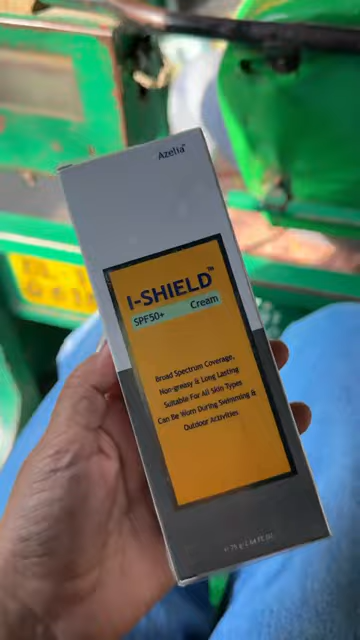 Azelia™
I-SHIELD™
SPF50+ Cream
Broad Spectrum Coverage,
Non-greasy & Long Lasting
Suitable For All Skin Types
Can Be Worn During Swimming &
Outdoor Activities